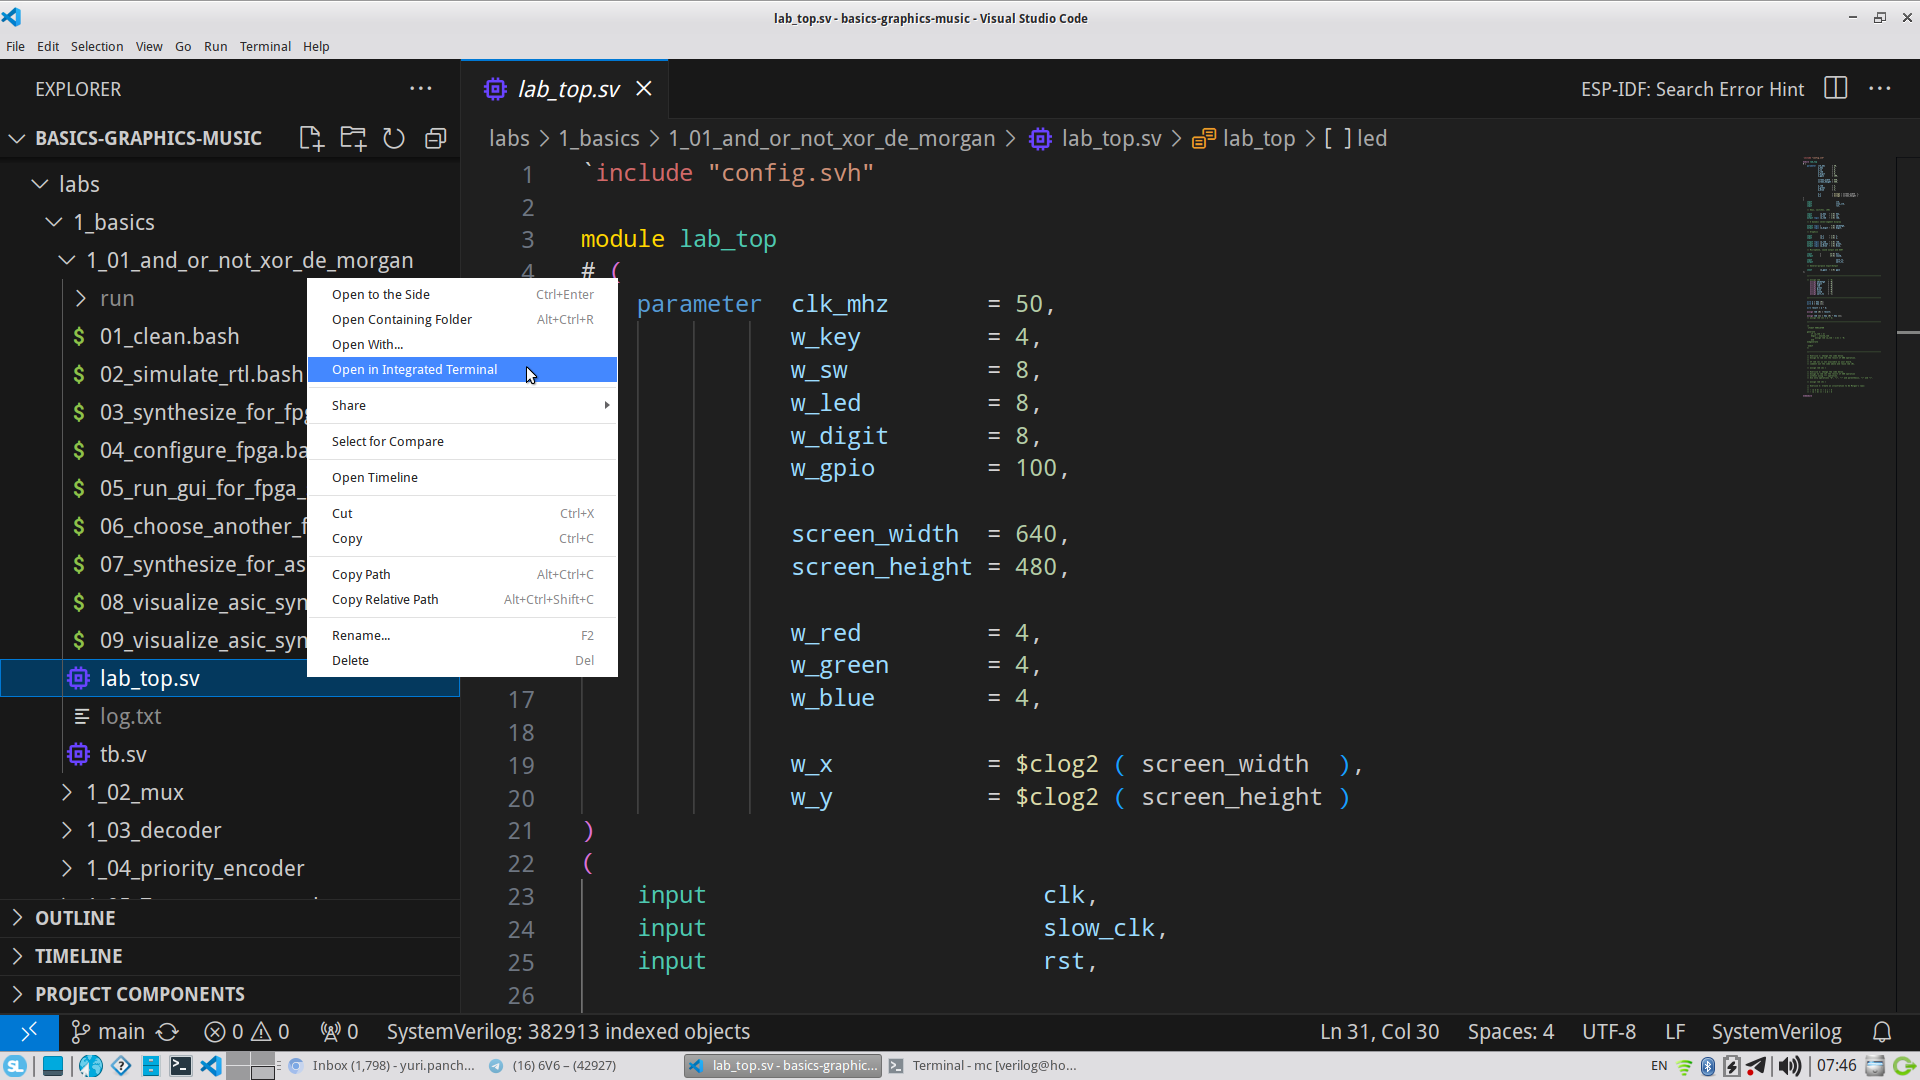 lab_top.sv - basics-graphics-music - Visual Studio Code
File Edit Selection View Go Run Terminal Help
EXPLORER
BASICS-GRAPHICS-MUSIC
labs
1_basics
1_01_and_or_not_xor_de_morgan
run
$ 01_clean.bash
$ 02_simulate_rtl.bash
$ 03_synthesize_for_fpg
$ 04_configure_fpga.ba
$ 05_run_gui_for_fpga_
$ 06_choose_another_f
$ 07_synthesize_for_as
$ 08_visualize_asic_syn
$ 09_visualize_asic_syn
lab_top.sv
log.txt
tb.sv
1_02_mux
1_03_decoder
1_04_priority_encoder
OUTLINE
TIMELINE
PROJECT COMPONENTS
Open to the Side Ctrl+Enter
Open Containing Folder Alt+Ctrl+R
Open With...
Open in Integrated Terminal
Share
Select for Compare
Open Timeline
Cut Ctrl+X
Copy Ctrl+C
Copy Path Alt+Ctrl+C
Copy Relative Path Alt+Ctrl+Shift+C
Rename... F2
Delete Del
lab_top.sv
ESP-IDF: Search Error Hint
labs > 1_basics > 1_01_and_or_not_xor_de_morgan > lab_top.sv > lab_top > [ ] led
1 `include "config.svh"
2
3 module lab_top
4 # (
parameter clk_mhz = 50,
w_key = 4,
w_sw = 8,
w_led = 8,
w_digit = 8,
w_gpio = 100,
screen_width = 640,
screen_height = 480,
w_red = 4,
w_green = 4,
17 w_blue = 4,
18
19 w_x = $clog2 ( screen_width ),
20 w_y = $clog2 ( screen_height )
21 )
22 (
23 input clk,
24 input slow_clk,
25 input rst,
26
main 0 0 0 SystemVerilog: 382913 indexed objects Ln 31, Col 30 Spaces: 4 UTF-8 LF SystemVerilog
SL Inbox (1,798) - yuri.panch... (16) 6V6 – (42927) lab_top.sv - basics-graphic... Terminal - mc [verilog@ho... EN 07:46